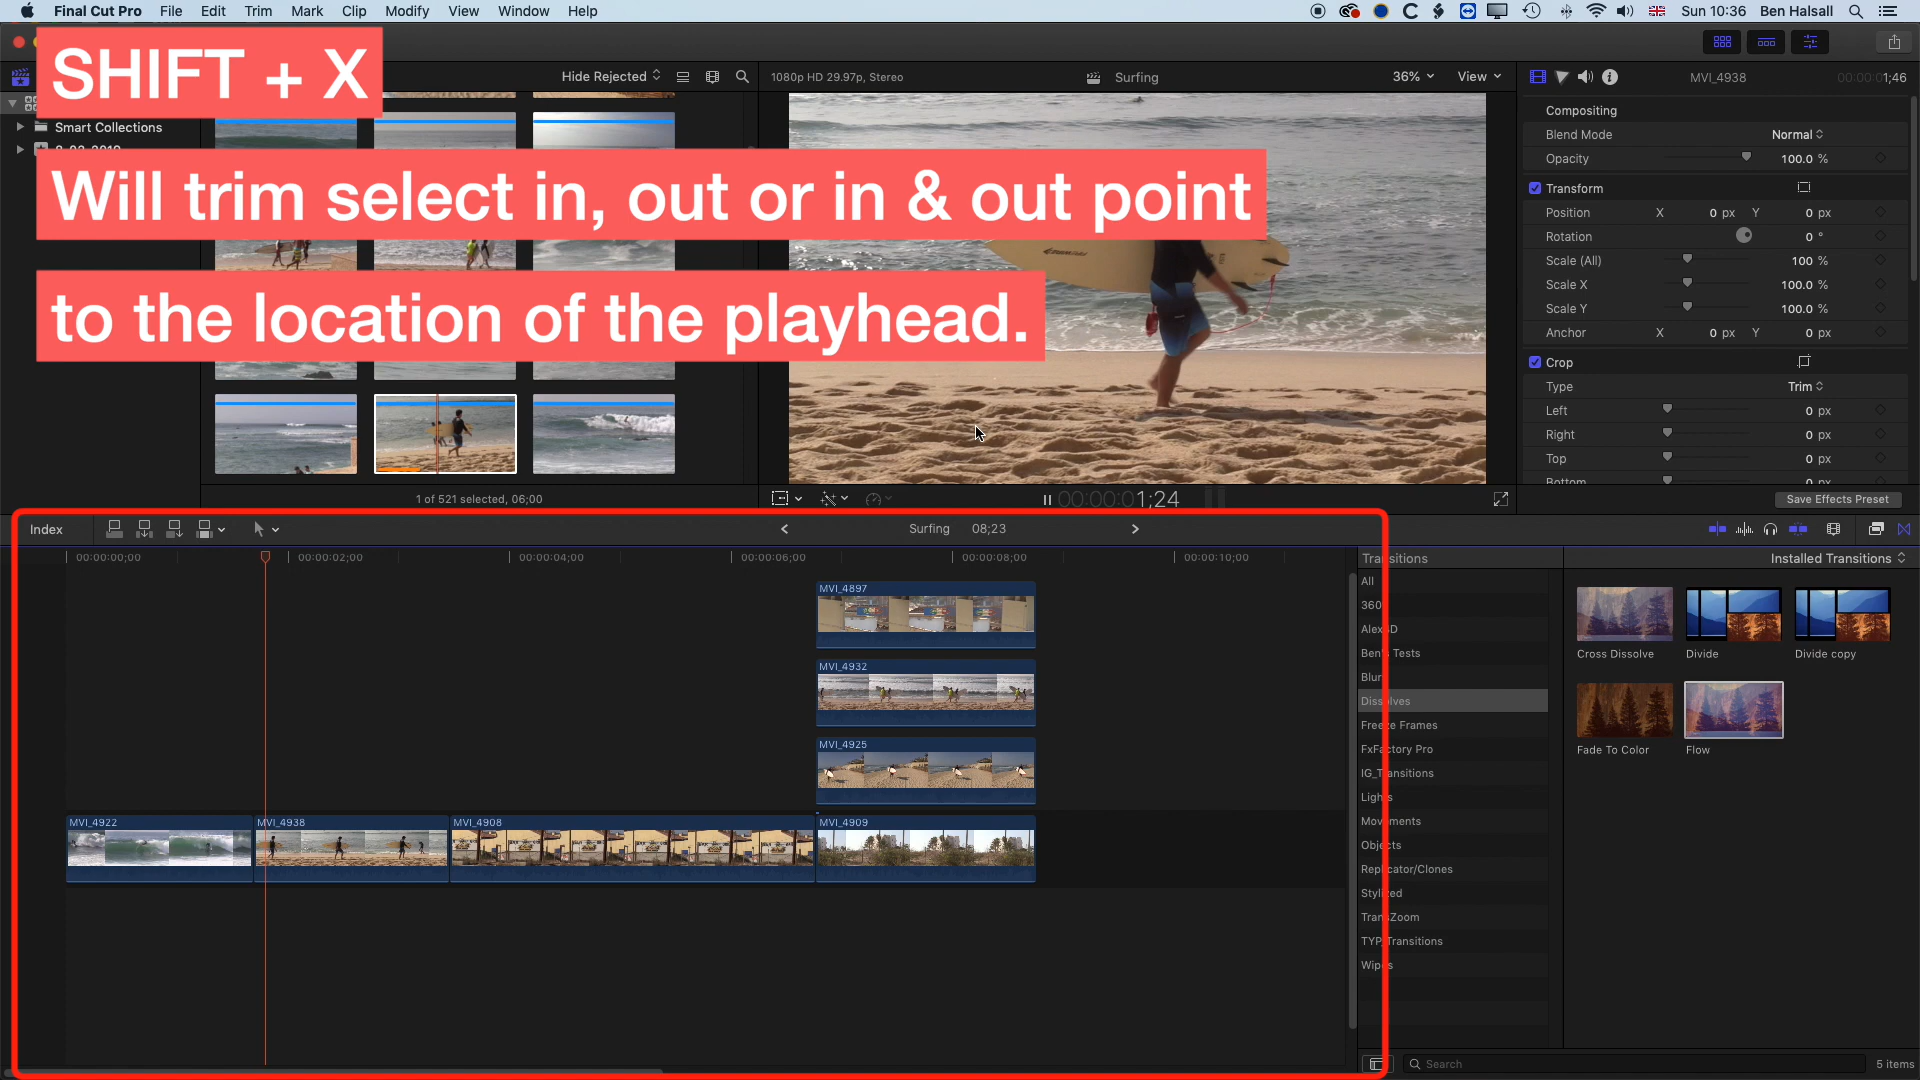 Final Cut Pro File Edit Trim Mark Clip Modify View Window Help
Sun 10:36 Ben Halsall
SHIFT + X
Hide Rejected
1080p HD 29.97p, Stereo
Surfing
36%
View
MVI_4938
1;46
Smart Collections
Will trim select in, out or in & out point
to the location of the playhead.
Compositing
Blend Mode Normal
Opacity 100.0 %
Transform
Position X 0 px Y 0 px
Rotation 0 °
Scale (All) 100 %
Scale X 100.0 %
Scale Y 100.0 %
Anchor X 0 px Y 0 px
Crop
Type Trim
Left 0 px
Right 0 px
Top 0 px
Bottom
1 of 521 selected, 06;00
00:00:01;24
Save Effects Preset
Index
Surfing 08;23
00:00:00;00
00:00:02;00
00:00:04;00
00:00:06;00
00:00:08;00
00:00:10;00
MVI_4897
MVI_4932
MVI_4925
MVI_4922
MVI_4938
MVI_4908
MVI_4909
Transitions
Installed Transitions
All
360
Ben's Tests
Blur
Dissolves
Freeze Frames
FxFactory Pro
IG_Transitions
Lights
Movements
Objects
Replicator/Clones
Stylized
TransZoom
TYP Transitions
Wipes
Cross Dissolve
Divide
Divide copy
Fade To Color
Flow
Search
5 items